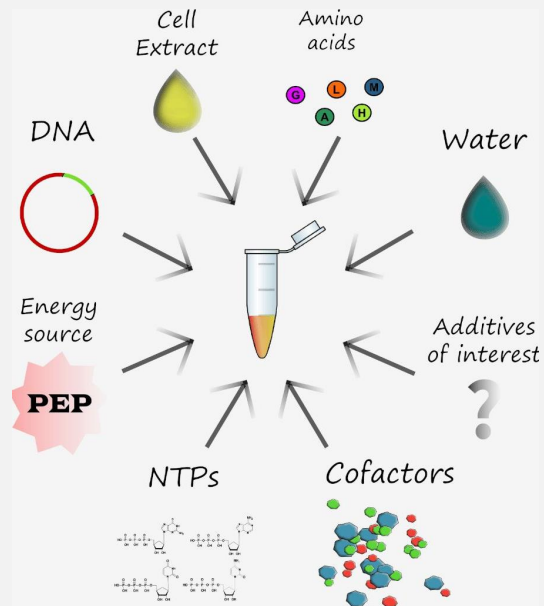 Cell
Extract
Amino
acids
G
L
M
A
H
DNA
Water
Energy
source
PEP
Additives
of interest
?
NTPs
Cofactors